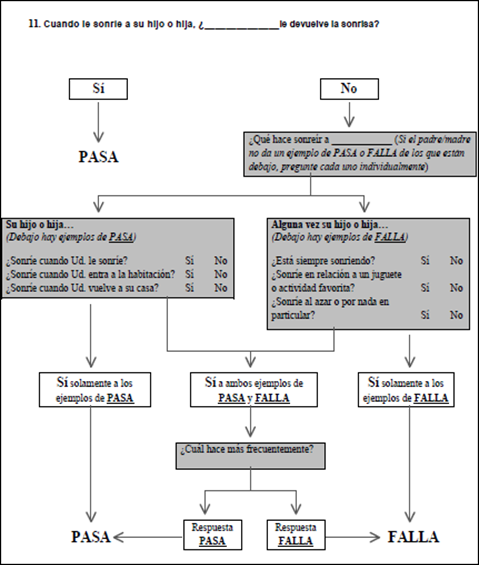 11. Cuando le sonríe a su hijo o hija, ¿________________le devuelve la sonrisa?
Sí
No
PASA
¿Qué hace sonreír a ____________ (Si el padre/madre
no da un ejemplo de PASA o FALLA de los que están
debajo, pregunte cada uno individualmente)
Su hijo o hija…
(Debajo hay ejemplos de PASA)
¿Sonríe cuando Ud. le sonríe? Sí No
¿Sonríe cuando Ud. entra a la habitación? Sí No
¿Sonríe cuando Ud. vuelve a su casa? Sí No
Alguna vez su hijo o hija…
(Debajo hay ejemplos de FALLA)
¿Está siempre sonriendo? Sí No
¿Sonríe en relación a un juguete
o actividad favorita? Sí No
¿Sonríe al azar o por nada en
particular? Sí No
Sí solamente a los
ejemplos de PASA
Sí a ambos ejemplos de
PASA y FALLA
Sí solamente a los
ejemplos de FALLA
¿Cuál hace más frecuentemente?
PASA
Respuesta
PASA
Respuesta
FALLA
FALLA